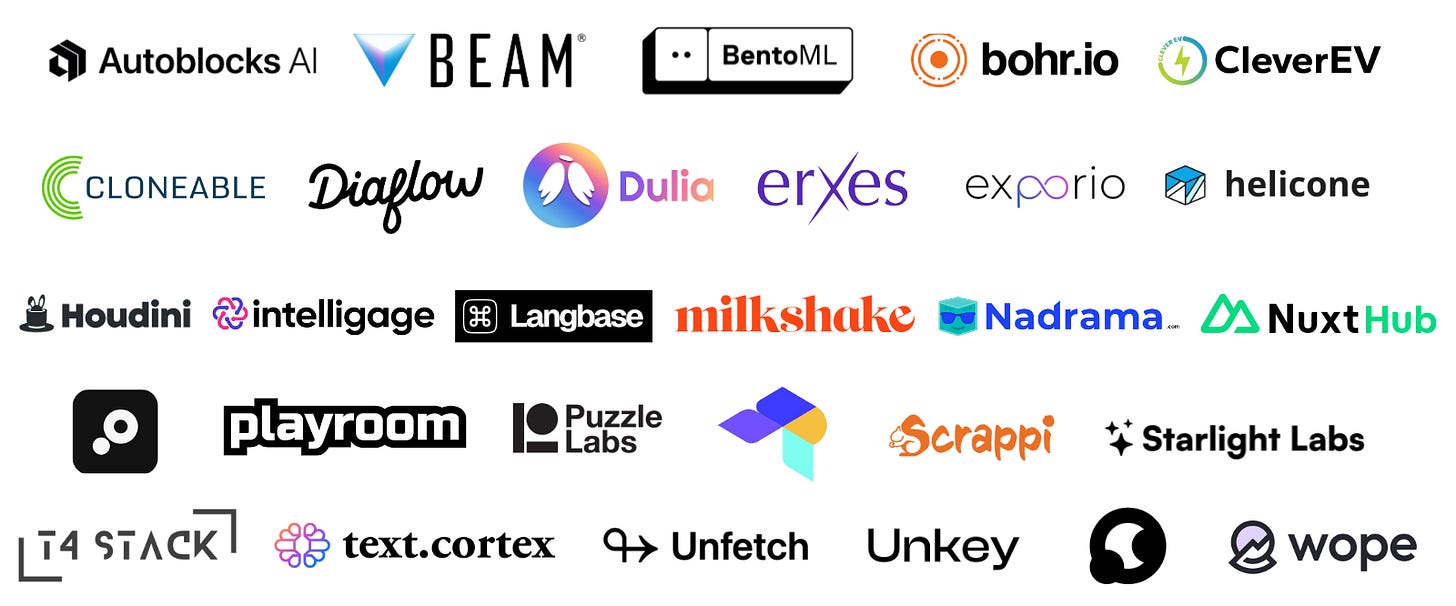 Autoblocks AI
BEAM®
BentoML
bohr.io
CLEVER EV
CleverEV
CLONEABLE
Diaflow
Dulia
erxes
exporio
helicone
Houdini
intelligage
Langbase
milkshake
Nadrama.com
NuxtHub
playroom
Puzzle
Labs
Scrappi
Starlight Labs
T4 STACK
text.cortex
Unfetch
Unkey
wope